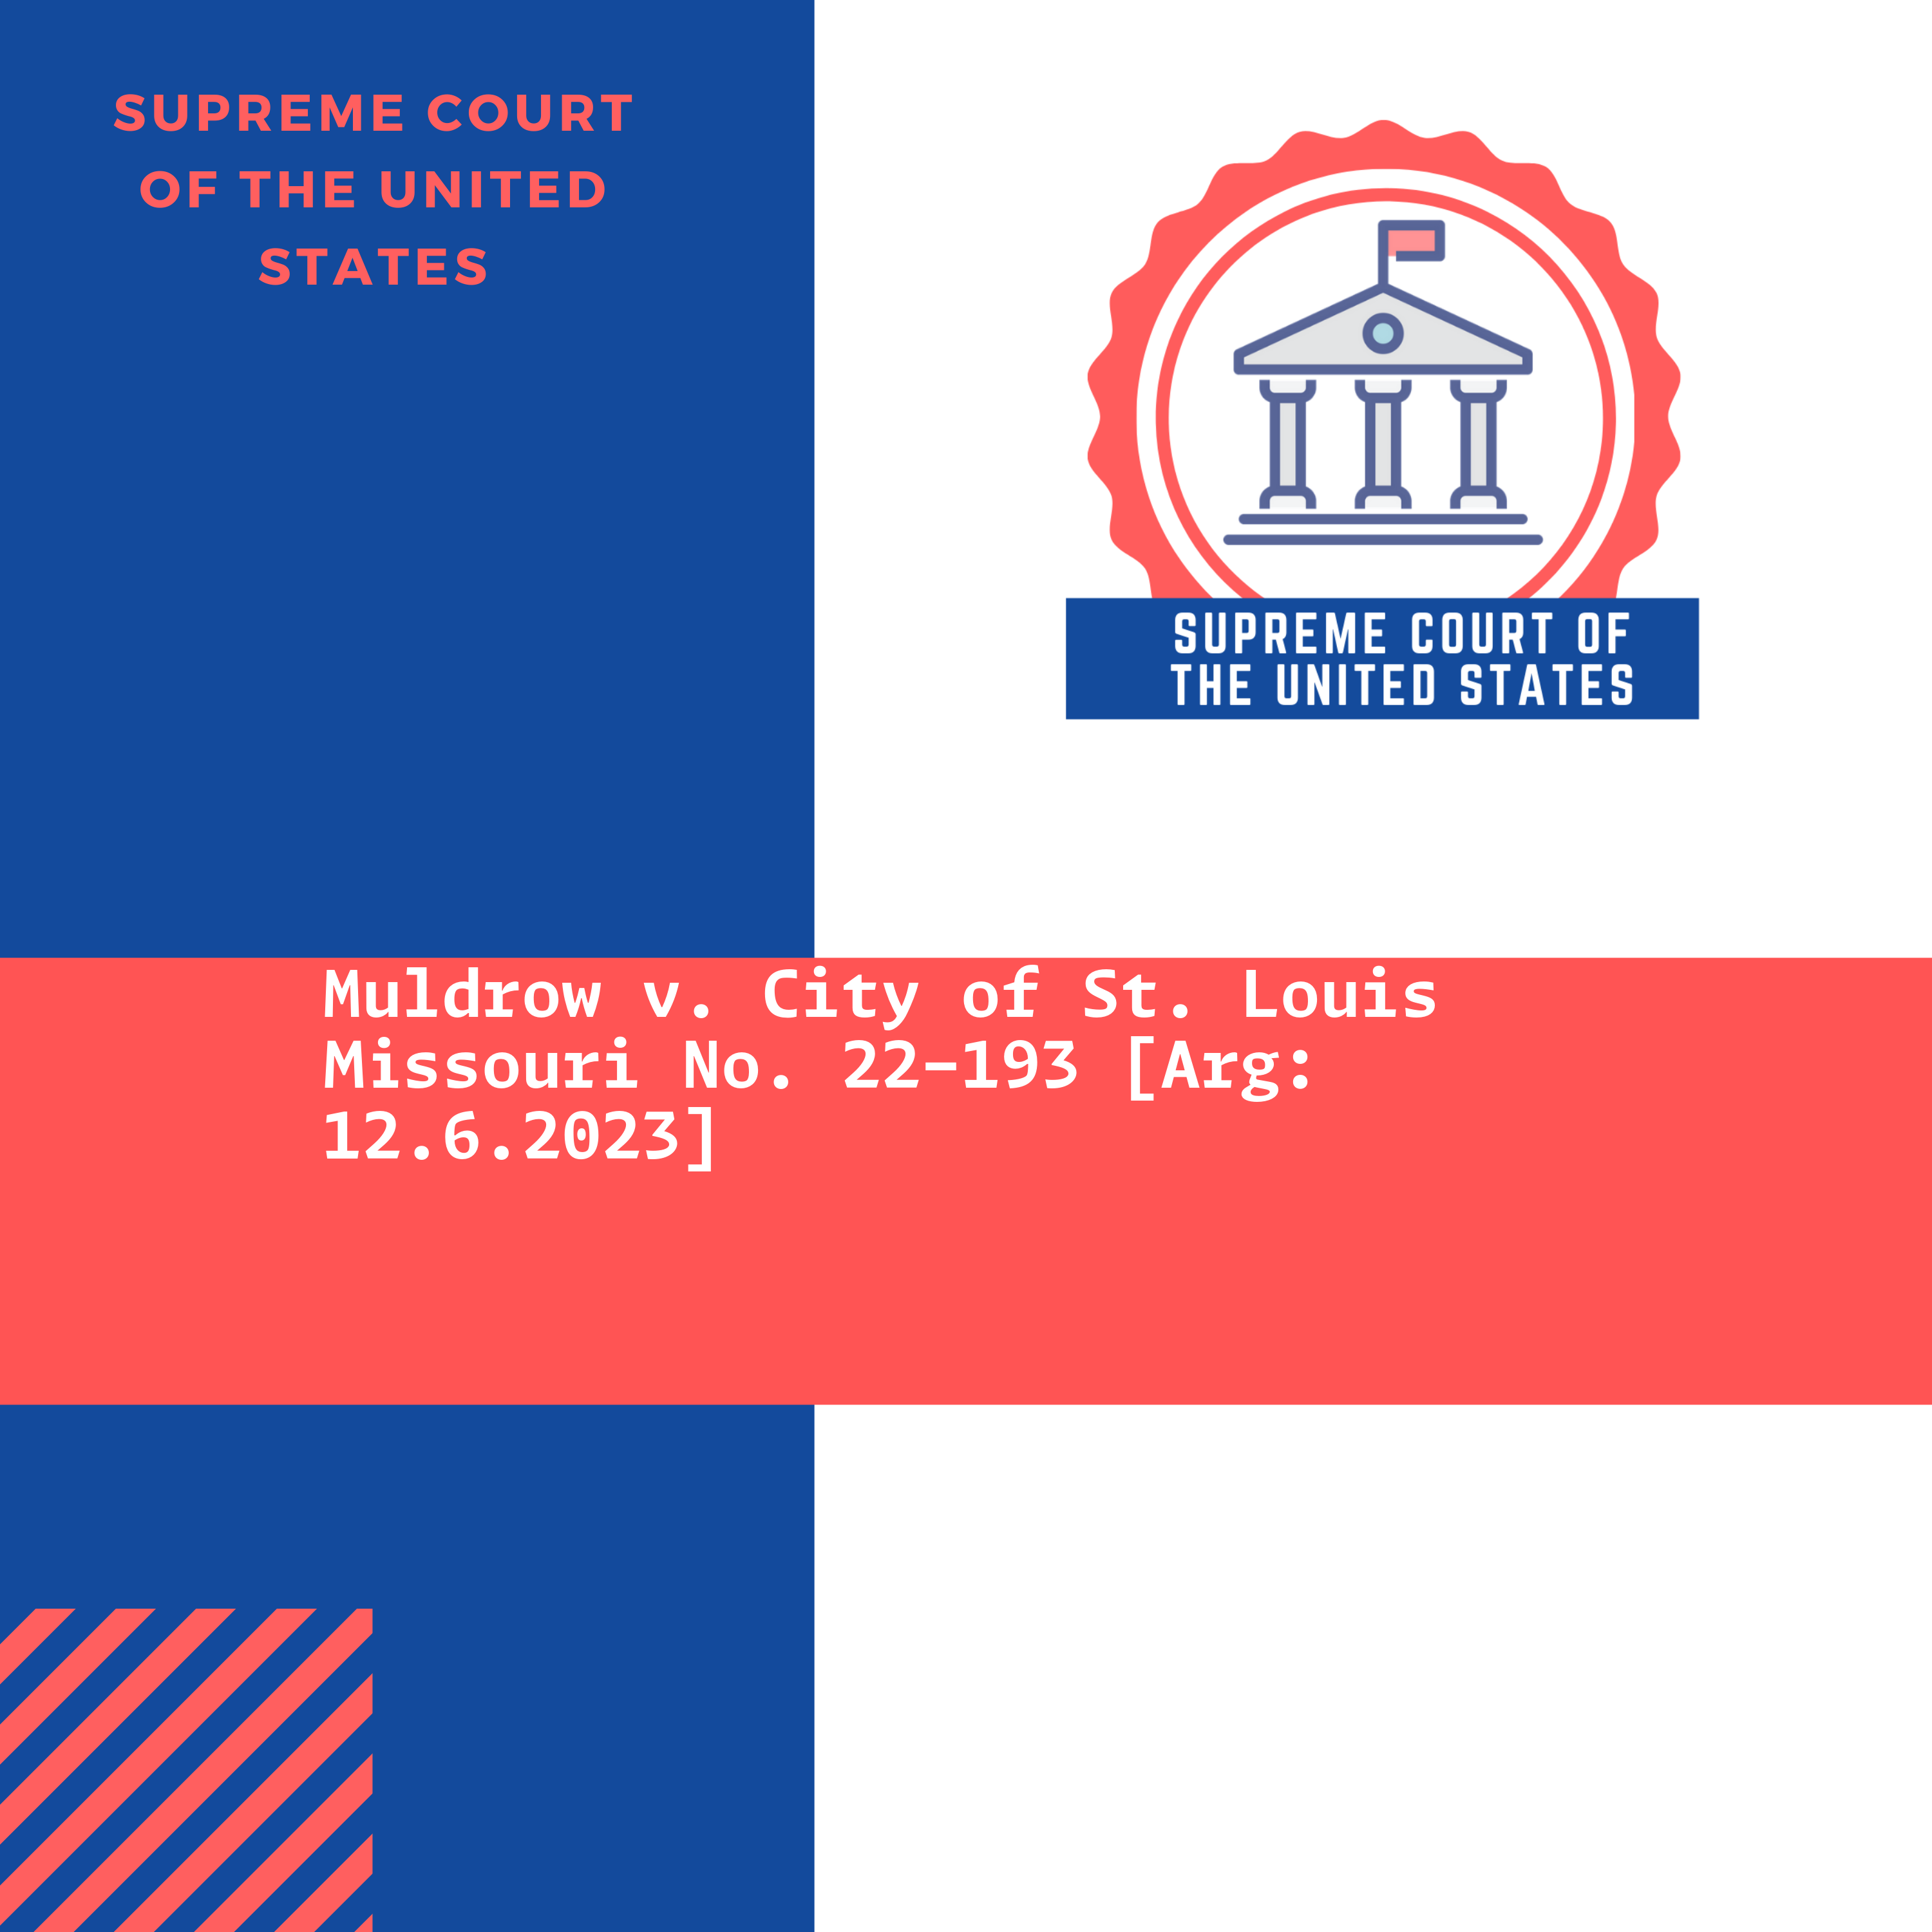 SUPREME COURT
OF THE UNITED
STATES
SUPREME COURT OF
THE UNITED STATES
Muldrow v. City of St. Louis
Missouri No. 22-193 [Arg:
12.6.2023]